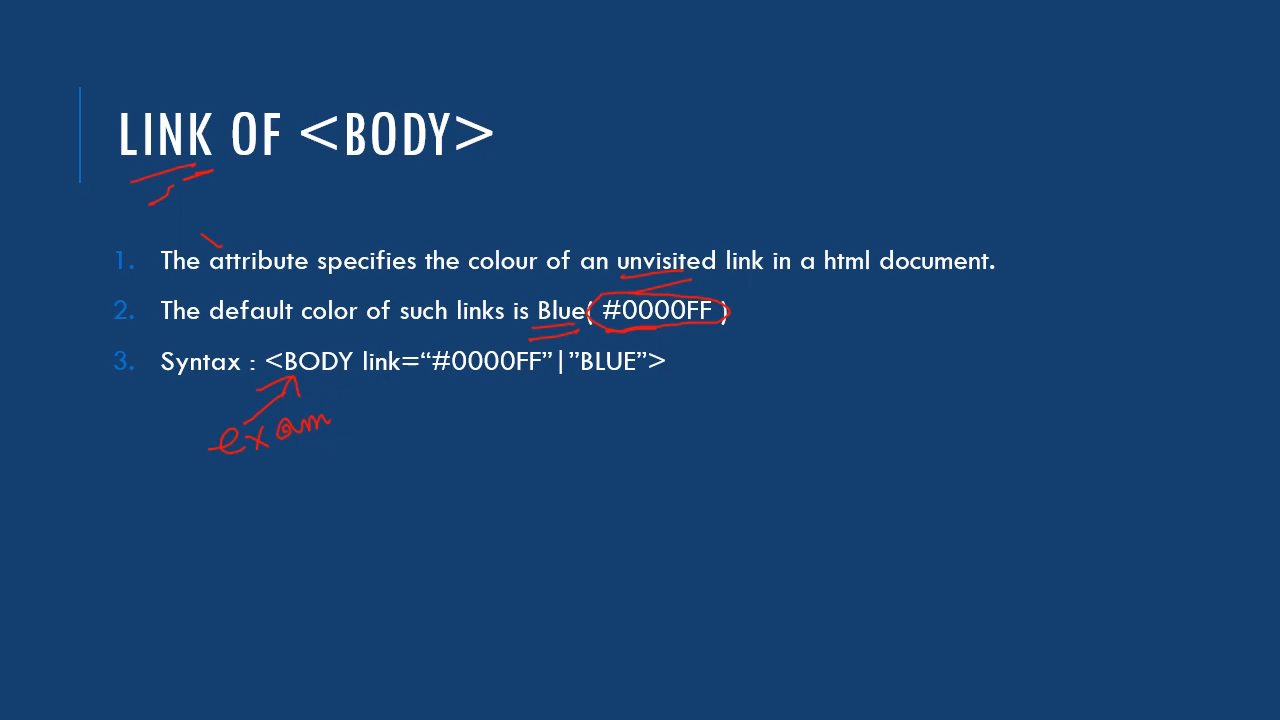 LINK OF <BODY>
1. The attribute specifies the colour of an unvisited link in a html document.
2. The default color of such links is Blue( #0000FF )
3. Syntax : <BODY link=“#0000FF”|”BLUE”>
exam